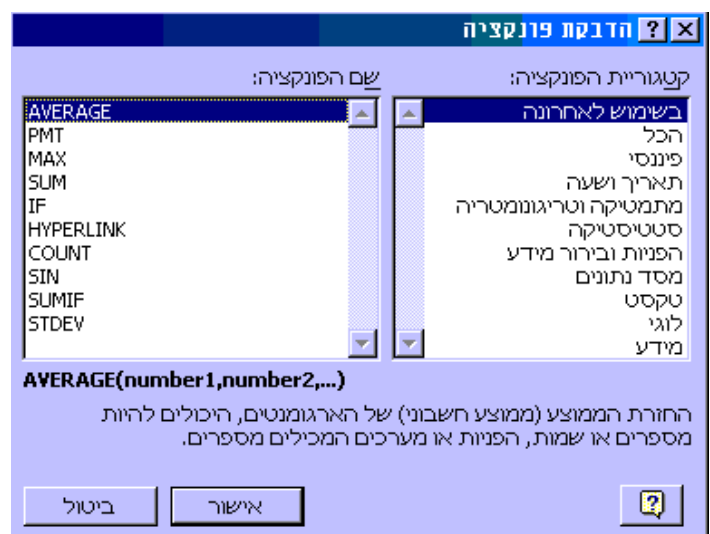 הדבקת פונקציה
קטגוריית הפונקציה:
בשימוש לאחרונה
הכל
פיננסי
תאריך ושעה
מתמטיקה וטריגונומטריה
סטטיסטיקה
הפניות ובירור מידע
מסד נתונים
טקסט
לוגי
מידע
שם הפונקציה:
AVERAGE
PMT
MAX
SUM
IF
HYPERLINK
COUNT
SIN
SUMIF
STDEV
AVERAGE(number1,number2,...)
החזרת הממוצע (ממוצע חשבוני) של הארגומנטים, היכולים להיות
מספרים או שמות, הפניות או מערכים המכילים מספרים.
אישור
ביטול